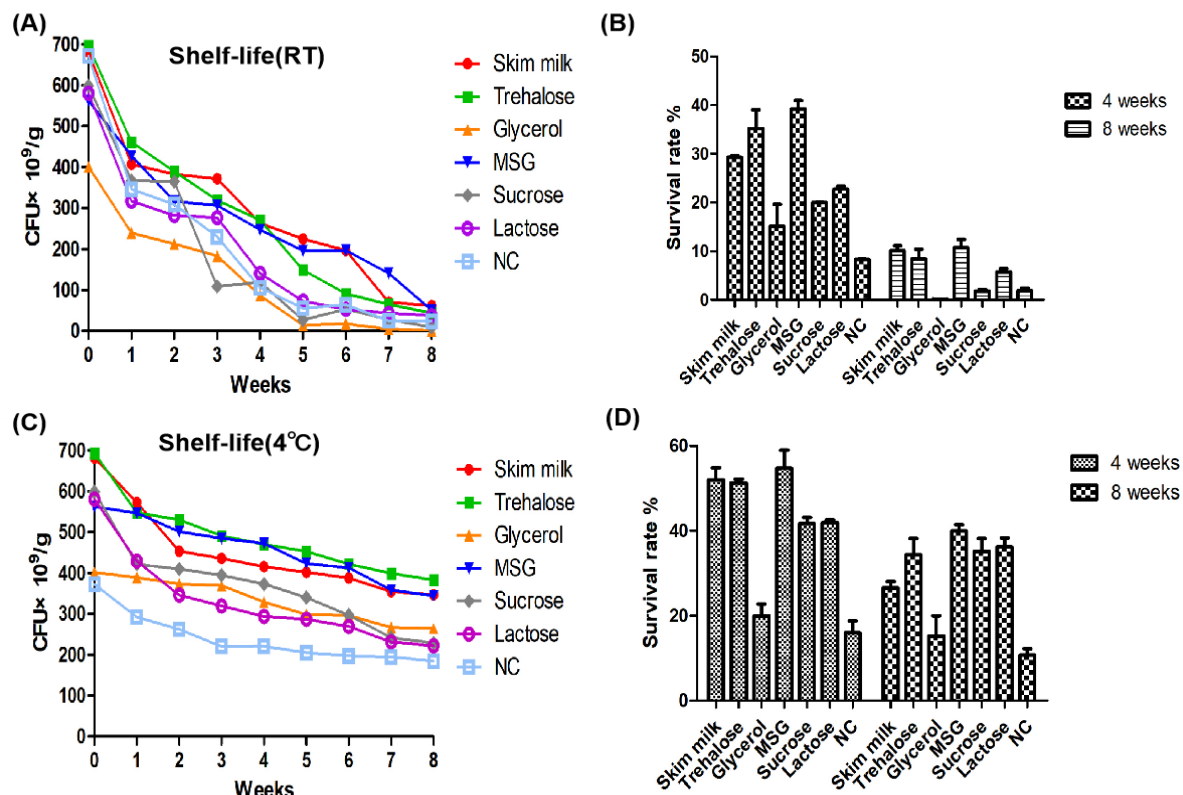 (A)
Shelf-life(RT)
CFU× 10⁹/g
700
600
500
400
300
200
100
0
0 1 2 3 4 5 6 7 8
Weeks
Skim milk
Trehalose
Glycerol
MSG
Sucrose
Lactose
NC
(B)
Survival rate %
50
40
30
20
10
0
Skim milk
Trehalose
Glycerol
MSG
Sucrose
Lactose
NC
Skim milk
Trehalose
Glycerol
MSG
Sucrose
Lactose
NC
4 weeks
8 weeks
(C)
Shelf-life(4℃)
CFU× 10⁹/g
700
600
500
400
300
200
100
0
0 1 2 3 4 5 6 7 8
Weeks
Skim milk
Trehalose
Glycerol
MSG
Sucrose
Lactose
NC
(D)
Survival rate %
60
40
20
0
Skim milk
Trehalose
Glycerol
MSG
Sucrose
Lactose
NC
Skim milk
Trehalose
Glycerol
MSG
Sucrose
Lactose
NC
4 weeks
8 weeks